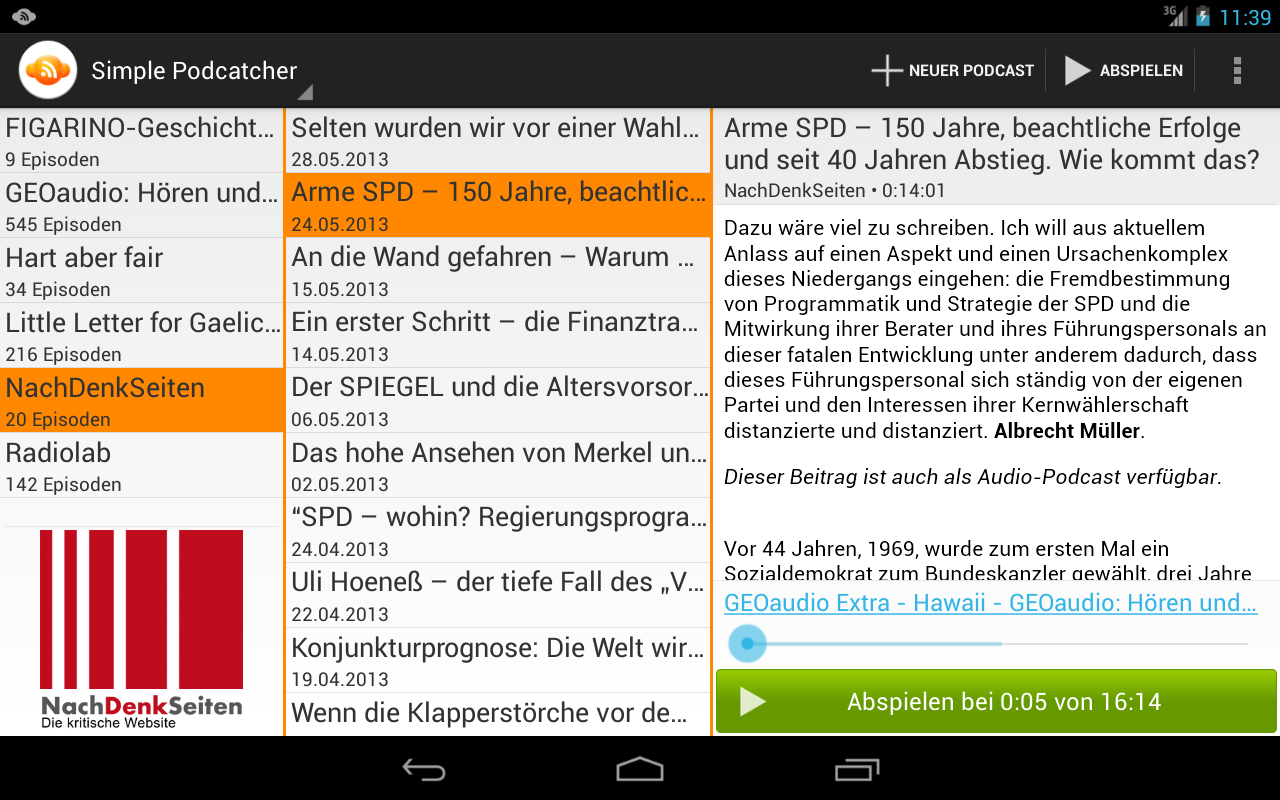 3G 11:39
Simple Podcatcher
NEUER PODCAST
ABSPIELEN
FIGARINO-Geschicht...
9 Episoden
GEOaudio: Hören und...
545 Episoden
Hart aber fair
34 Episoden
Little Letter for Gaelic...
216 Episoden
NachDenkSeiten
20 Episoden
Radiolab
142 Episoden
NachDenkSeiten
Die kritische Website
Selten wurden wir vor einer Wahl...
28.05.2013
Arme SPD – 150 Jahre, beachtlic...
24.05.2013
An die Wand gefahren – Warum ...
15.05.2013
Ein erster Schritt – die Finanztra...
14.05.2013
Der SPIEGEL und die Altersvorsor...
06.05.2013
Das hohe Ansehen von Merkel un...
02.05.2013
“SPD – wohin? Regierungsprogra...
24.04.2013
Uli Hoeneß – der tiefe Fall des „V...
22.04.2013
Konjunkturprognose: Die Welt wir...
19.04.2013
Wenn die Klapperstörche vor de...
Arme SPD – 150 Jahre, beachtliche Erfolge
und seit 40 Jahren Abstieg. Wie kommt das?
NachDenkSeiten • 0:14:01
Dazu wäre viel zu schreiben. Ich will aus aktuellem
Anlass auf einen Aspekt und einen Ursachenkomplex
dieses Niedergangs eingehen: die Fremdbestimmung
von Programmatik und Strategie der SPD und die
Mitwirkung ihrer Berater und ihres Führungspersonals an
dieser fatalen Entwicklung unter anderem dadurch, dass
dieses Führungspersonal sich ständig von der eigenen
Partei und den Interessen ihrer Kernwählerschaft
distanzierte und distanziert. Albrecht Müller.
Dieser Beitrag ist auch als Audio-Podcast verfügbar.
Vor 44 Jahren, 1969, wurde zum ersten Mal ein
Sozialdemokrat zum Bundeskanzler gewählt, drei Jahre
GEOaudio Extra - Hawaii - GEOaudio: Hören und...
Abspielen bei 0:05 von 16:14